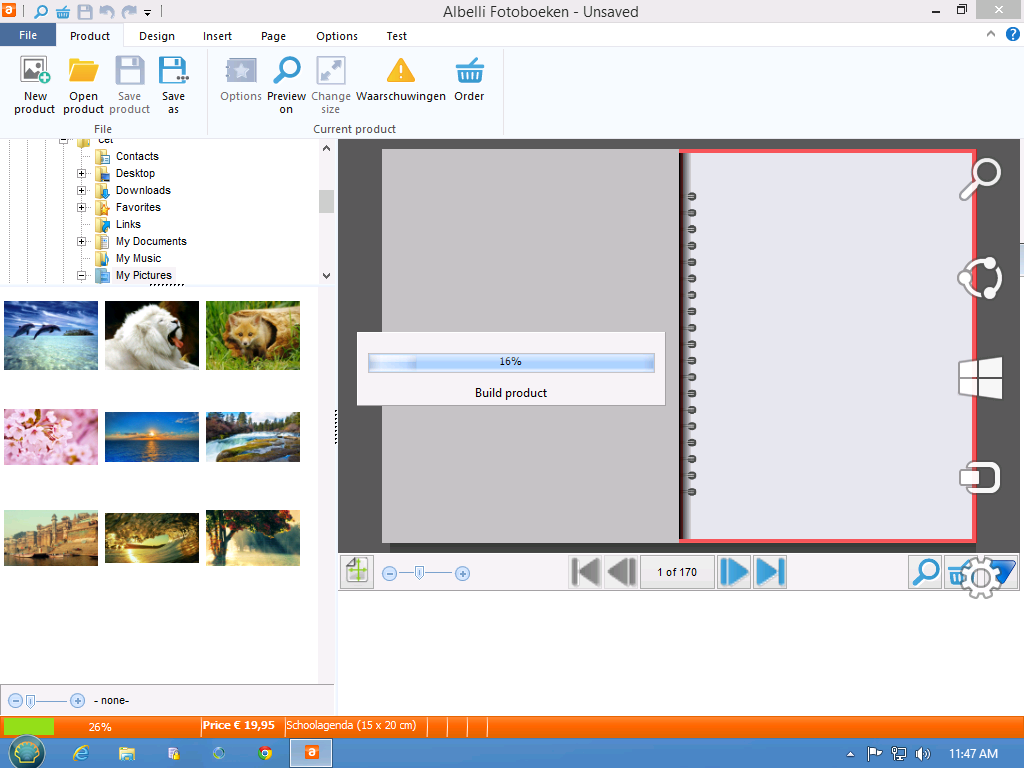 Albelli Fotoboeken - Unsaved
File Product Design Insert Page Options Test
New product
Open product
Save product
Save as
Options
Preview on
Change size
Waarschuwingen
Order
File
Current product
Cet
Contacts
Desktop
Downloads
Favorites
Links
My Documents
My Music
My Pictures
16%
Build product
1 of 170
- none-
26% Price € 19,95 Schoolagenda (15 x 20 cm)
11:47 AM